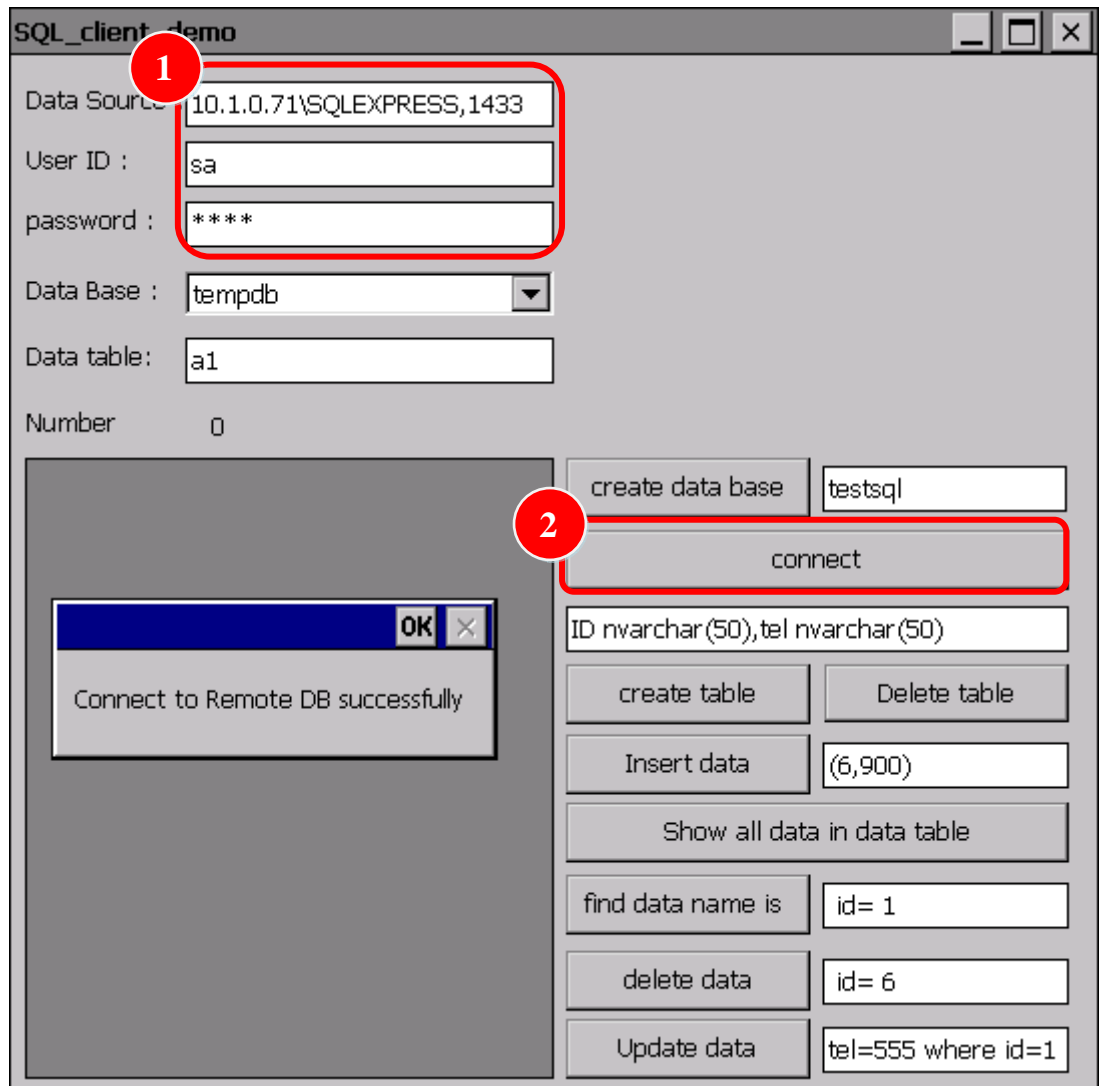 SQL_client_demo
1
Data Source 10.1.0.71\SQLEXPRESS,1433
User ID : sa
password : ****
Data Base : tempdb
Data table: a1
Number 0
create data base testsql
2
connect
OK
Connect to Remote DB successfully
ID nvarchar(50),tel nvarchar(50)
create table Delete table
Insert data (6,900)
Show all data in data table
find data name is id= 1
delete data id= 6
Update data tel=555 where id=1